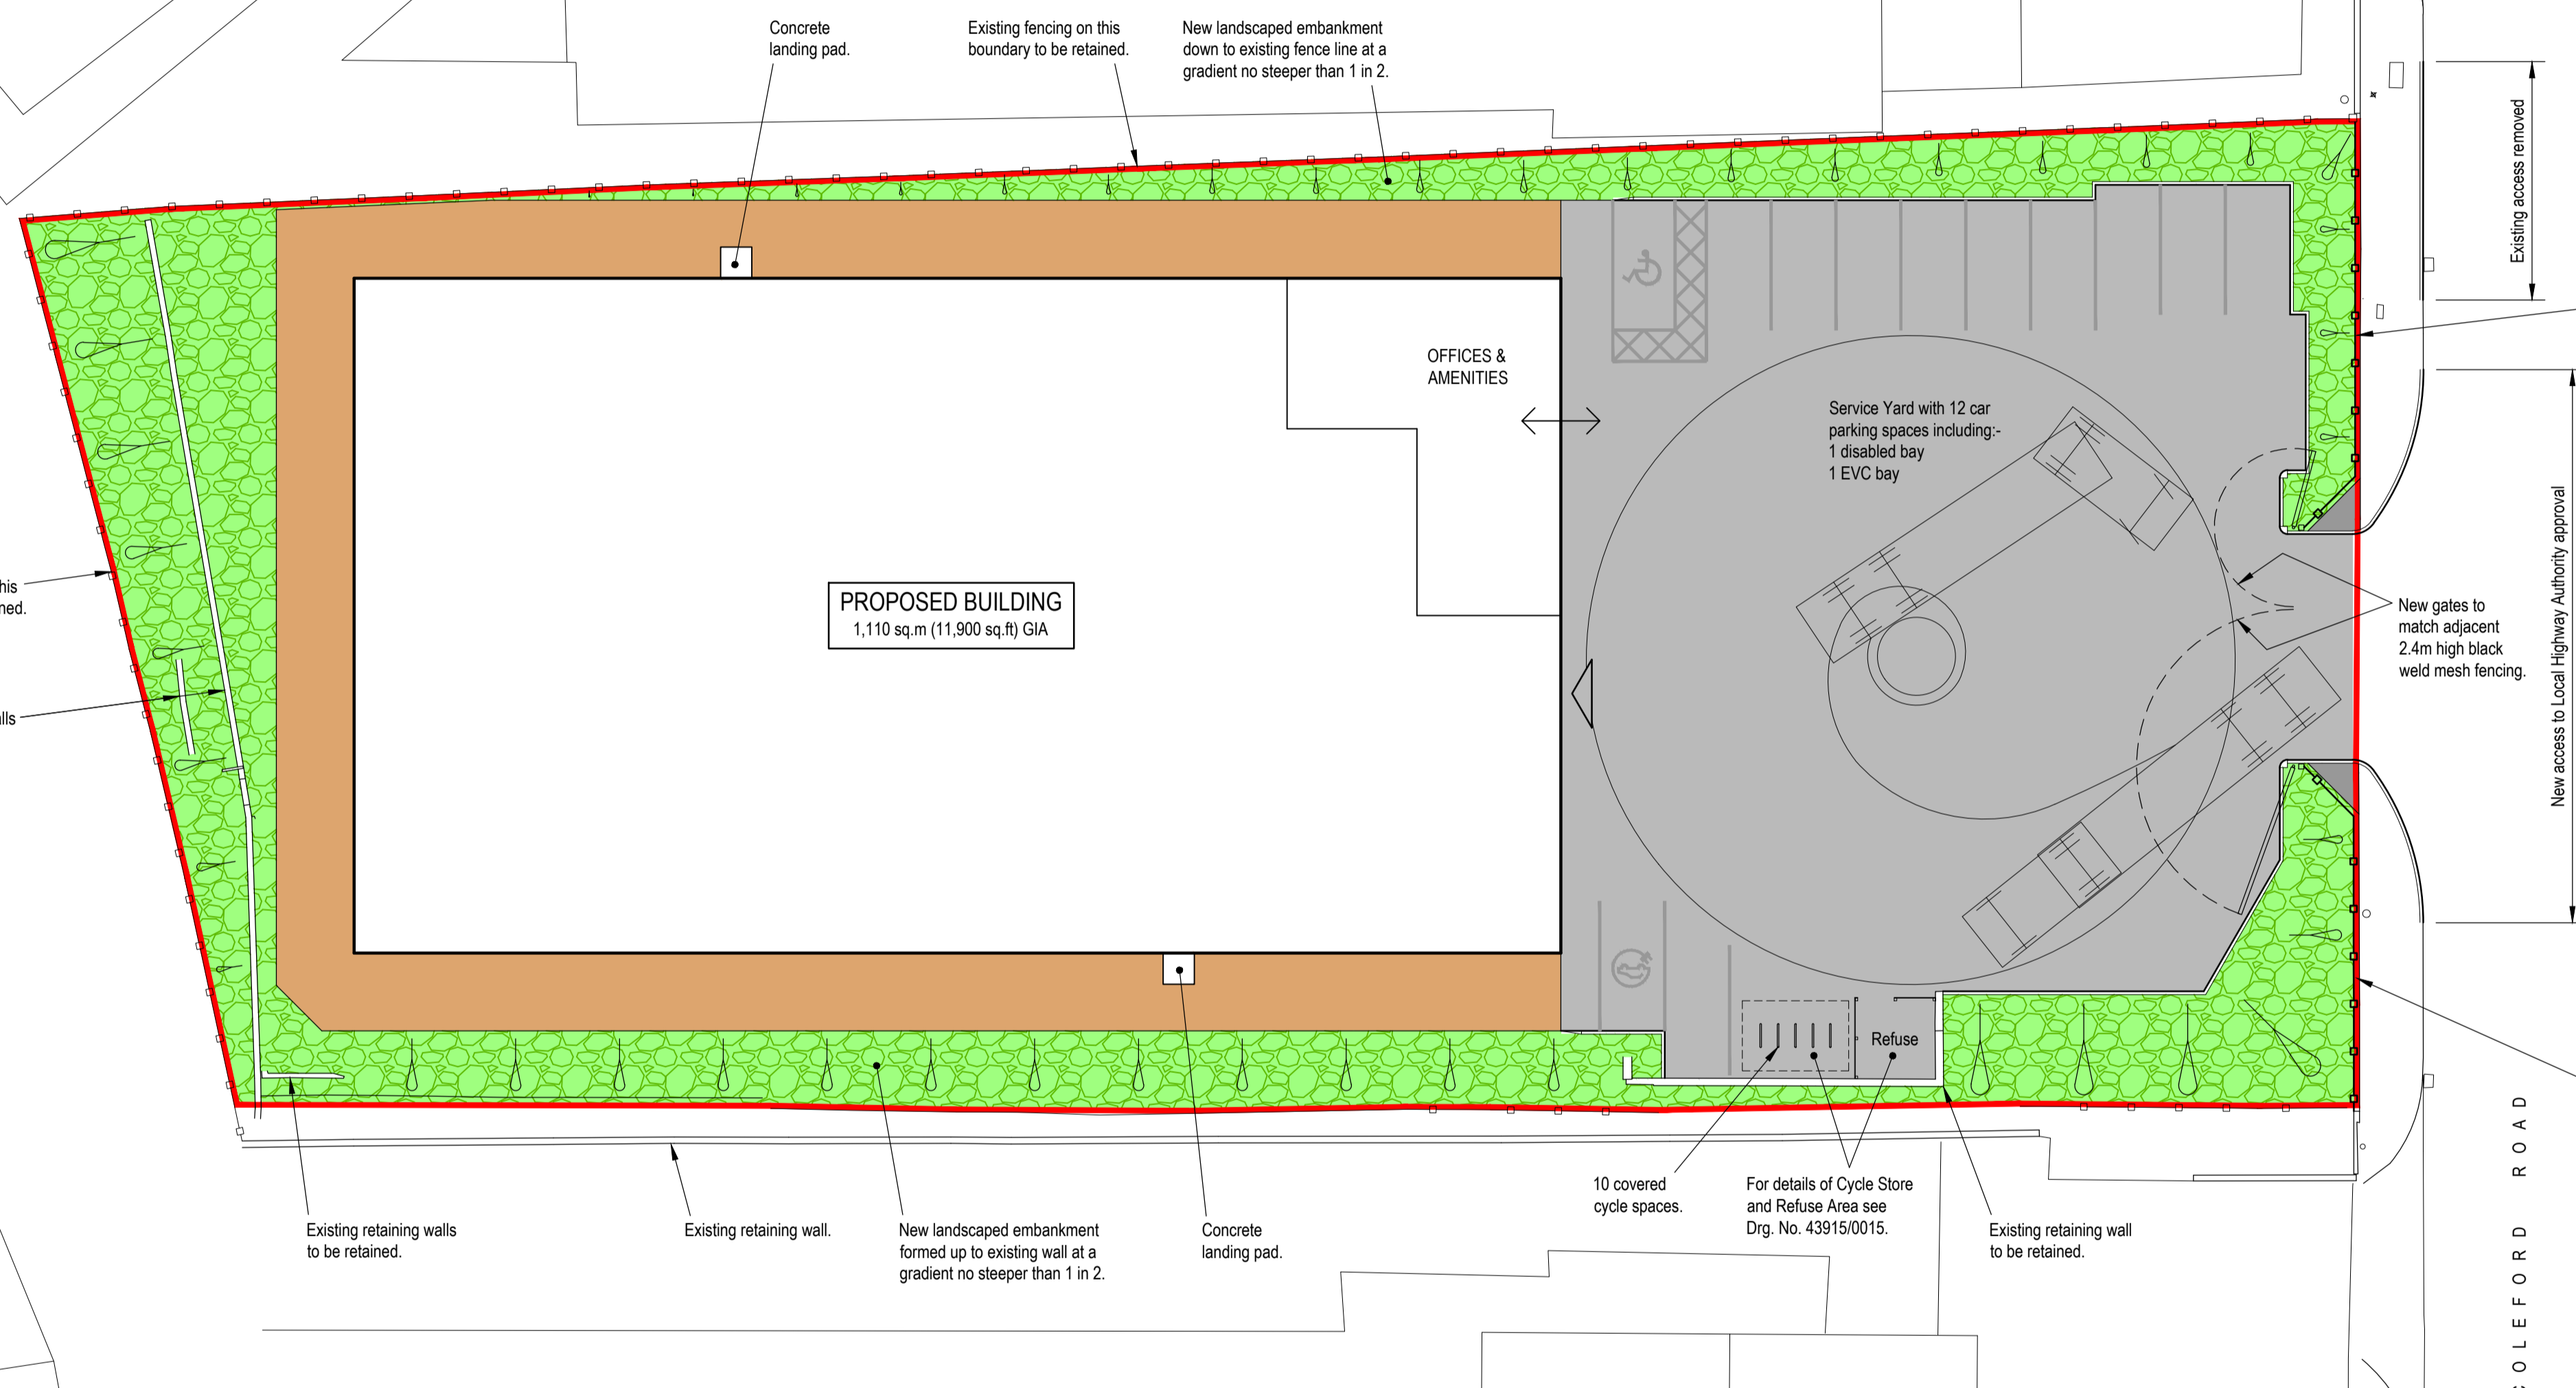 Concrete
landing pad.
Existing fencing on this
boundary to be retained.
New landscaped embankment
down to existing fence line at a
gradient no steeper than 1 in 2.
Existing access removed
OFFICES &
AMENITIES
Service Yard with 12 car
parking spaces including:-
1 disabled bay
1 EVC bay
PROPOSED BUILDING
1,110 sq.m (11,900 sq.ft) GIA
New gates to
match adjacent
2.4m high black
weld mesh fencing.
New access to Local Highway Authority approval
Refuse
Existing retaining walls
to be retained.
Existing retaining wall.
New landscaped embankment
formed up to existing wall at a
gradient no steeper than 1 in 2.
Concrete
landing pad.
10 covered
cycle spaces.
For details of Cycle Store
and Refuse Area see
Drg. No. 43915/0015.
Existing retaining wall
to be retained.
COLEFORD ROAD